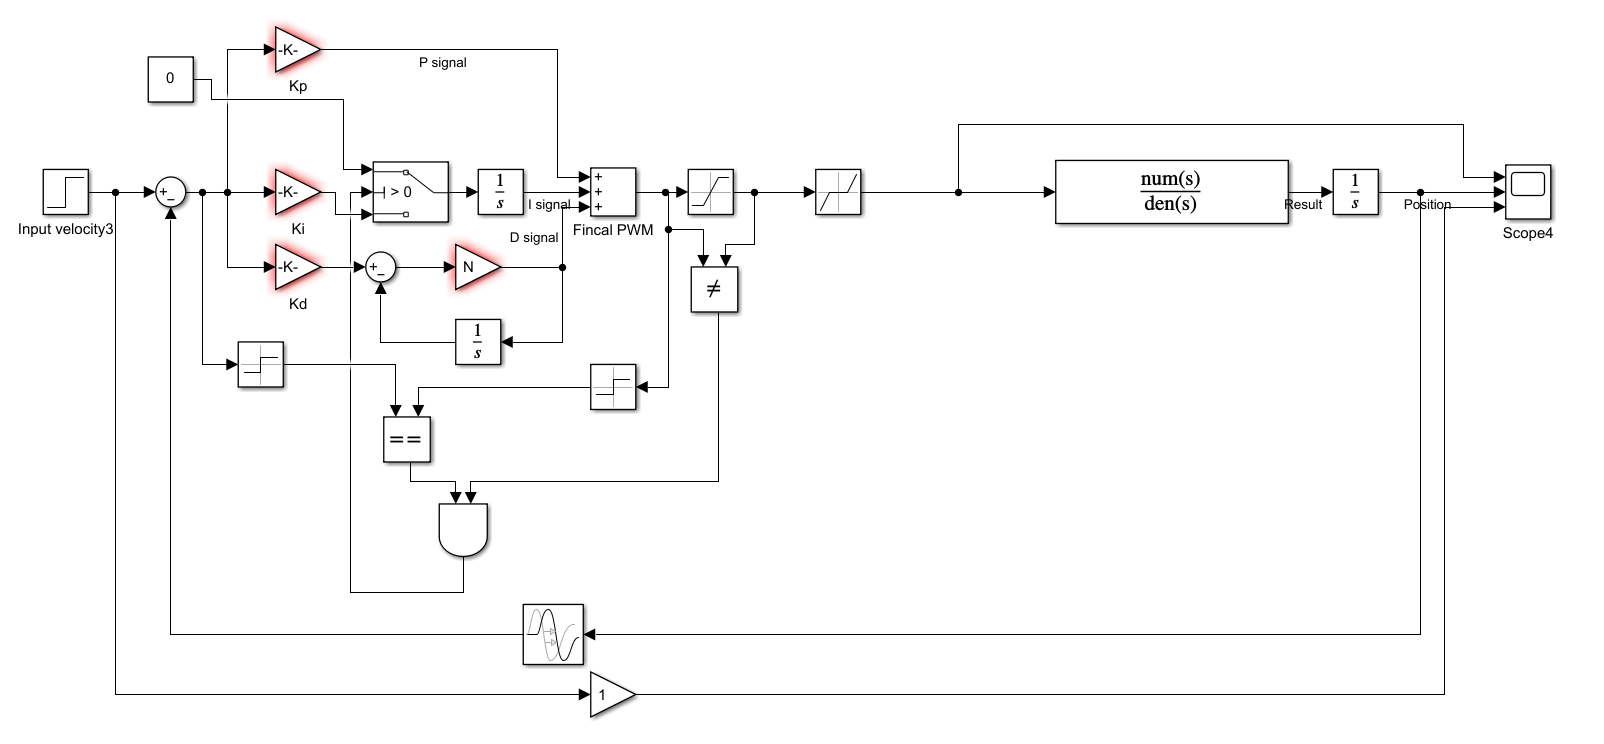 -K-
P signal
Kp
0
+
−
-K-
> 0
1
s
I signal
+
+
+
num(s)
den(s)
Result
1
s
Position
Input velocity3
Ki
D signal
Fincal PWM
Scope4
-K-
+
−
N
≠
Kd
1
s
==
1